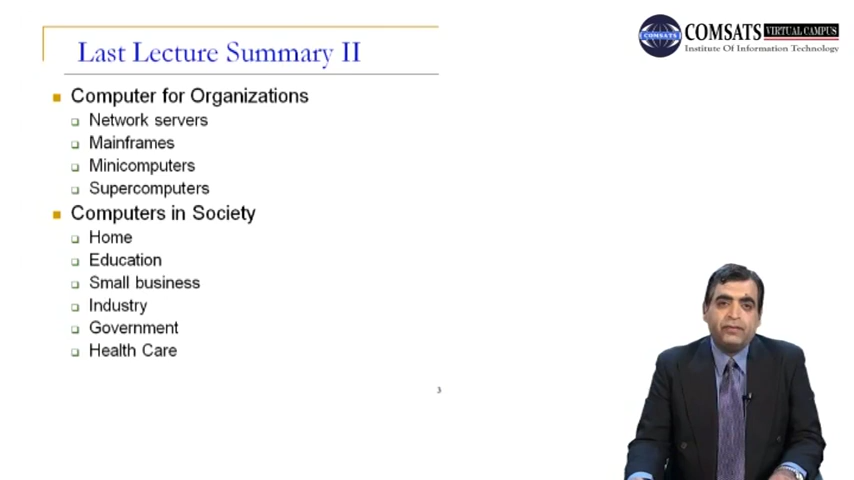 Last Lecture Summary II
COMSATS VIRTUAL CAMPUS
Institute Of Information Technology
COMSATS
Computer for Organizations
Network servers
Mainframes
Minicomputers
Supercomputers
Computers in Society
Home
Education
Small business
Industry
Government
Health Care
3